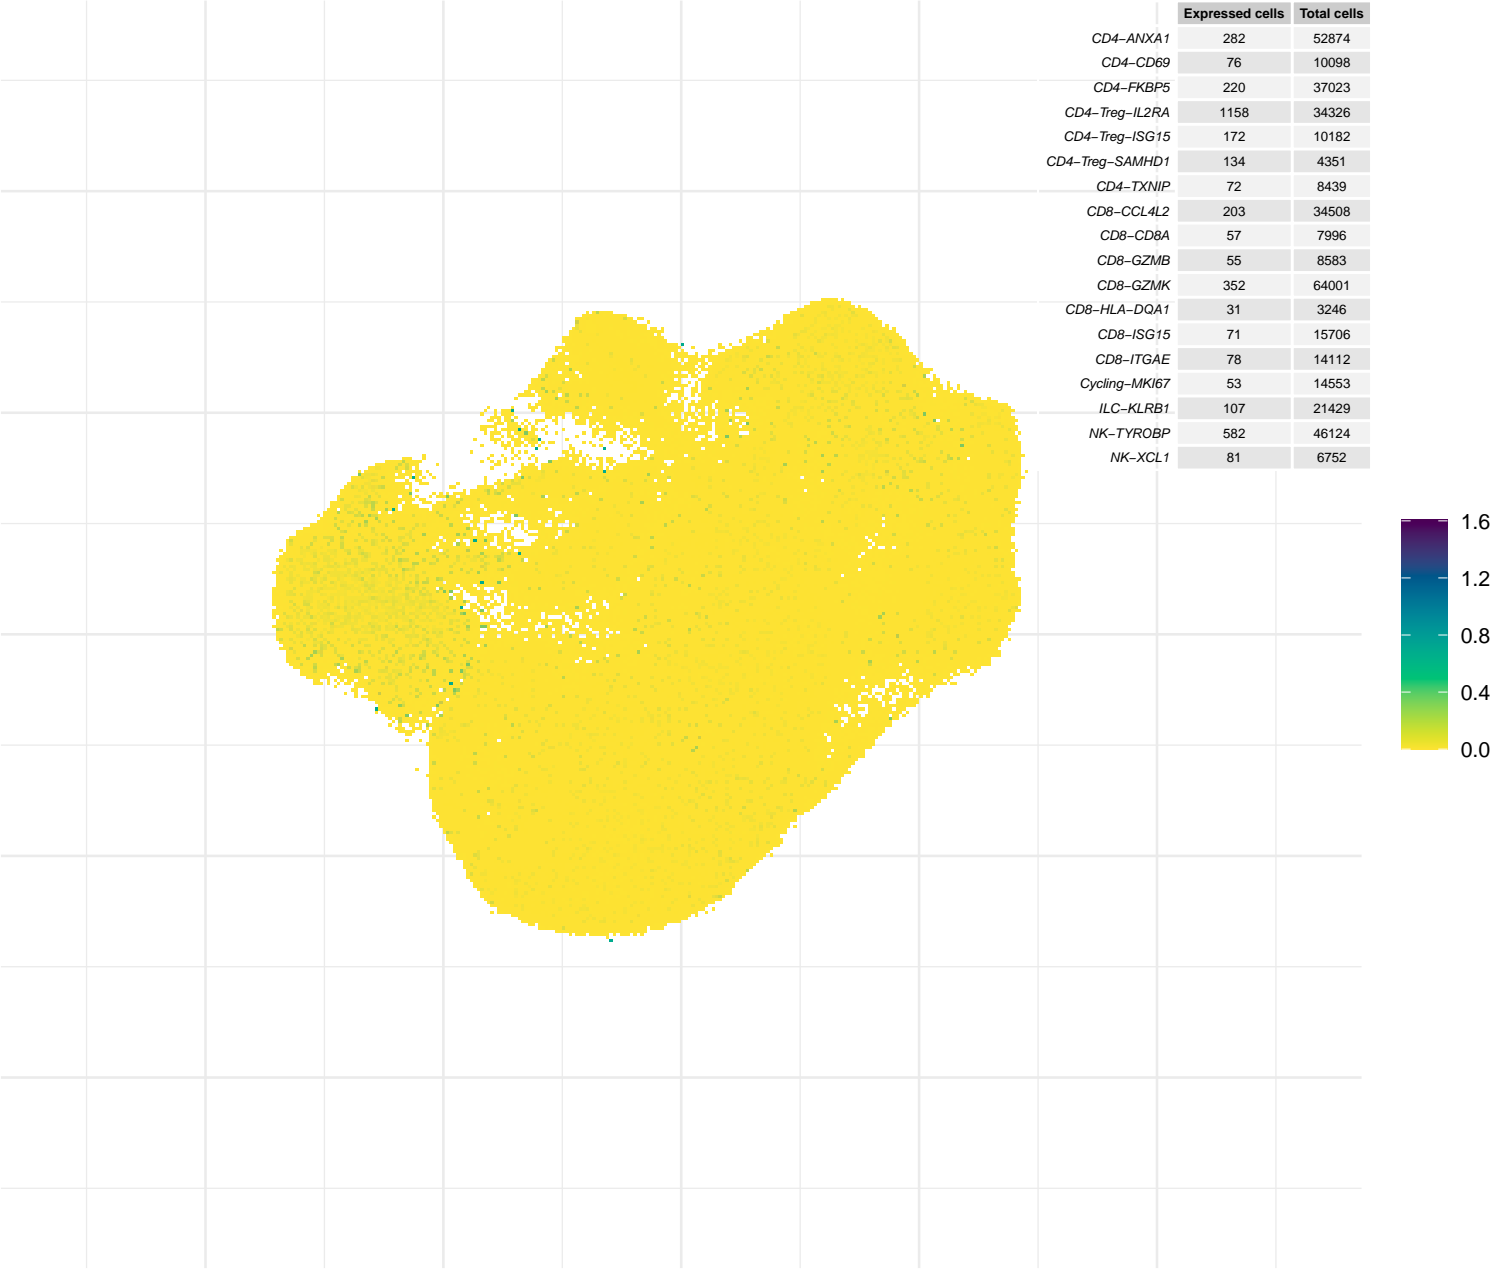 Expressed cells Total cells
CD4−ANXA1 282 52874
CD4−CD69 76 10098
CD4−FKBP5 220 37023
CD4−Treg−IL2RA 1158 34326
CD4−Treg−ISG15 172 10182
CD4−Treg−SAMHD1 134 4351
CD4−TXNIP 72 8439
CD8−CCL4L2 203 34508
CD8−CD8A 57 7996
CD8−GZMB 55 8583
CD8−GZMK 352 64001
CD8−HLA−DQA1 31 3246
CD8−ISG15 71 15706
CD8−ITGAE 78 14112
Cycling−MKI67 53 14553
ILC−KLRB1 107 21429
NK−TYROBP 582 46124
NK−XCL1 81 6752
1.6
1.2
0.8
0.4
0.0